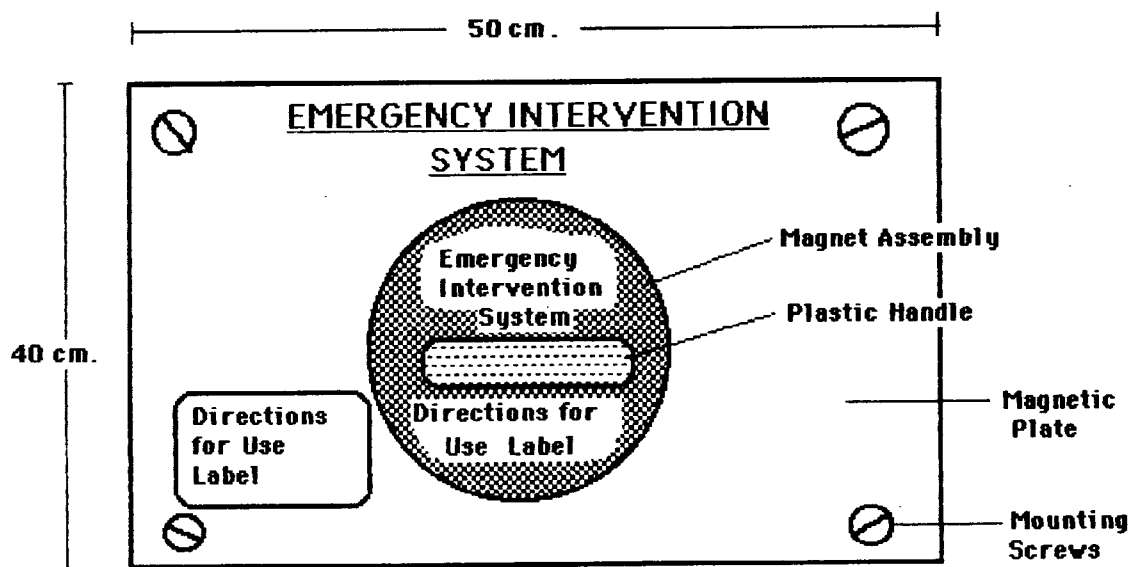 50 cm.
EMERGENCY INTERVENTION
SYSTEM
Emergency
Intervention
System
Magnet Assembly
Plastic Handle
40 cm.
Directions for
Use Label
Directions
for Use
Label
Magnetic
Plate
Mounting
Screws